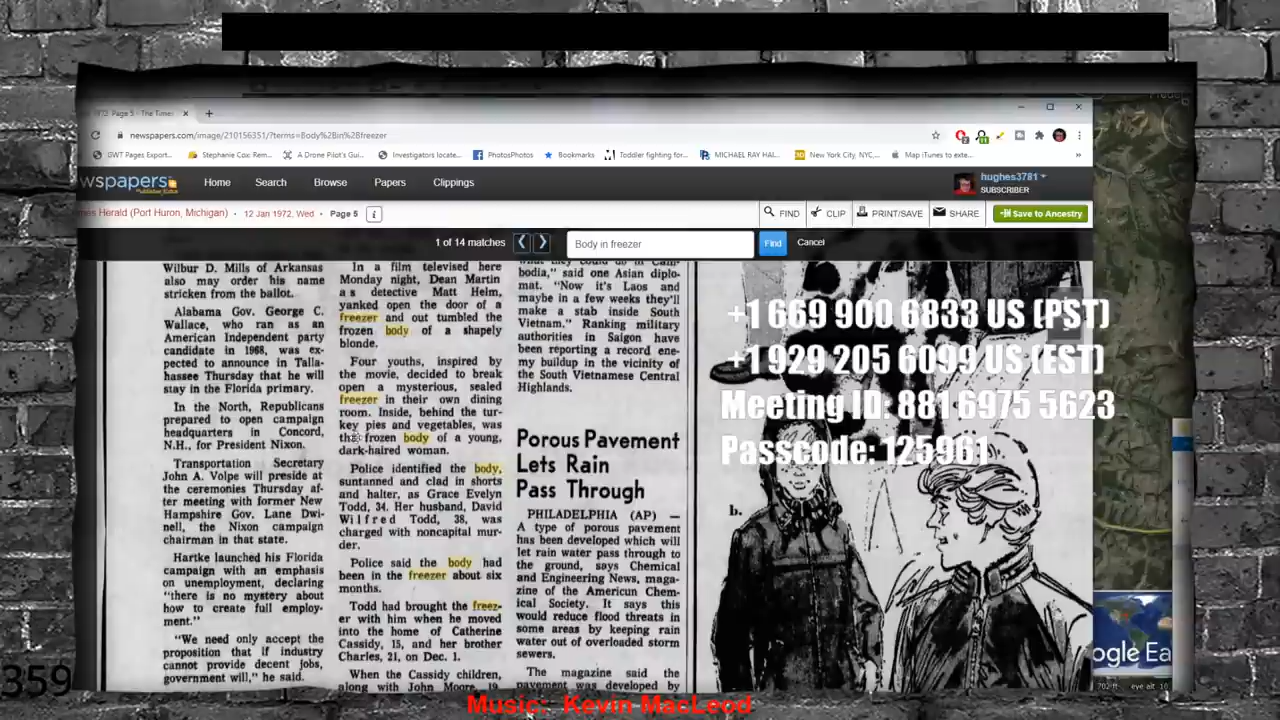 1972, Page 5 - The Times
newspapers.com/image/210156351/?terms=Body%2Bin%2Bfreezer
GWT Pages Export...
Stephanie Cox: Rem...
A Drone Pilot's Gui...
Investigators locate...
PhotosPhotos
Bookmarks
Toddler fighting for...
MICHAEL RAY HAL...
New York City, NYC,...
Map iTunes to exte...
»
wspapers
Home
Search
Browse
Papers
Clippings
hughes3781
SUBSCRIBER
mes Herald (Port Huron, Michigan) · 12 Jan 1972, Wed · Page 5
FIND
CLIP
PRINT/SAVE
SHARE
Save to Ancestry
1 of 14 matches
Body in freezer
Find
Cancel
Wilbur D. Mills of Arkansas
also may order his name
stricken from the ballot.
Alabama Gov. George C.
Wallace, who ran as an
American Independent party
candidate in 1968, was ex-
pected to announce in Talla-
hassee Thursday that he will
stay in the Florida primary.
In the North, Republicans
prepared to open campaign
headquarters in Concord,
N.H., for President Nixon.
Transportation Secretary
John A. Volpe will preside at
the ceremonies Thursday af-
ter meeting with former New
Hampshire Gov. Lane Dwi-
nell, the Nixon campaign
chairman in that state.
Hartke launched his Florida
campaign with an emphasis
on unemployment, declaring
"there is no mystery about
how to create full employ-
ment."
"We need only accept the
proposition that if industry
cannot provide decent jobs,
government will," he said.
In a film televised here
Monday night, Dean Martin
as detective Matt Helm,
yanked open the door of a
freezer and out tumbled the
frozen body of a shapely
blonde.
Four youths, inspired by
the movie, decided to break
open a mysterious, sealed
freezer in their own dining
room. Inside, behind the tur-
key pies and vegetables, was
the frozen body of a young,
dark-haired woman.
Police identified the body,
suntanned and clad in shorts
and halter, as Grace Evelyn
Todd, 34. Her husband, David
Wilfred Todd, 38, was
charged with noncapital mur-
der.
Police said the body had
been in the freezer about six
months.
Todd had brought the freez-
er with him when he moved
into the home of Catherine
Cassidy, 15, and her brother
Charles, 21, on Dec. 1.
When the Cassidy children,
along with John Moore, 19,
what they could do in Cam-
bodia," said one Asian diplo-
mat. "Now it's Laos and
maybe in a few weeks they'll
make a stab inside South
Vietnam." Ranking military
authorities in Saigon have
been reporting a record ene-
my buildup in the vicinity of
the South Vietnamese Central
Highlands.
Porous Pavement
Lets Rain
Pass Through
PHILADELPHIA (AP) —
A type of porous pavement
has been developed which will
let rain water pass through to
the ground, says Chemical
and Engineering News, maga-
zine of the American Chem-
ical Society. It says this
would reduce flood threats in
some areas by keeping rain
water out of overloaded storm
sewers.
The magazine said the
pavement was developed by
+1 669 900 6833 US (PST)
+1 929 205 6099 US (EST)
Meeting ID: 881 6975 5623
Passcode: 125961
b.
ogle Ea
702 ft
eye alt
359
Music: Kevin MacLeod